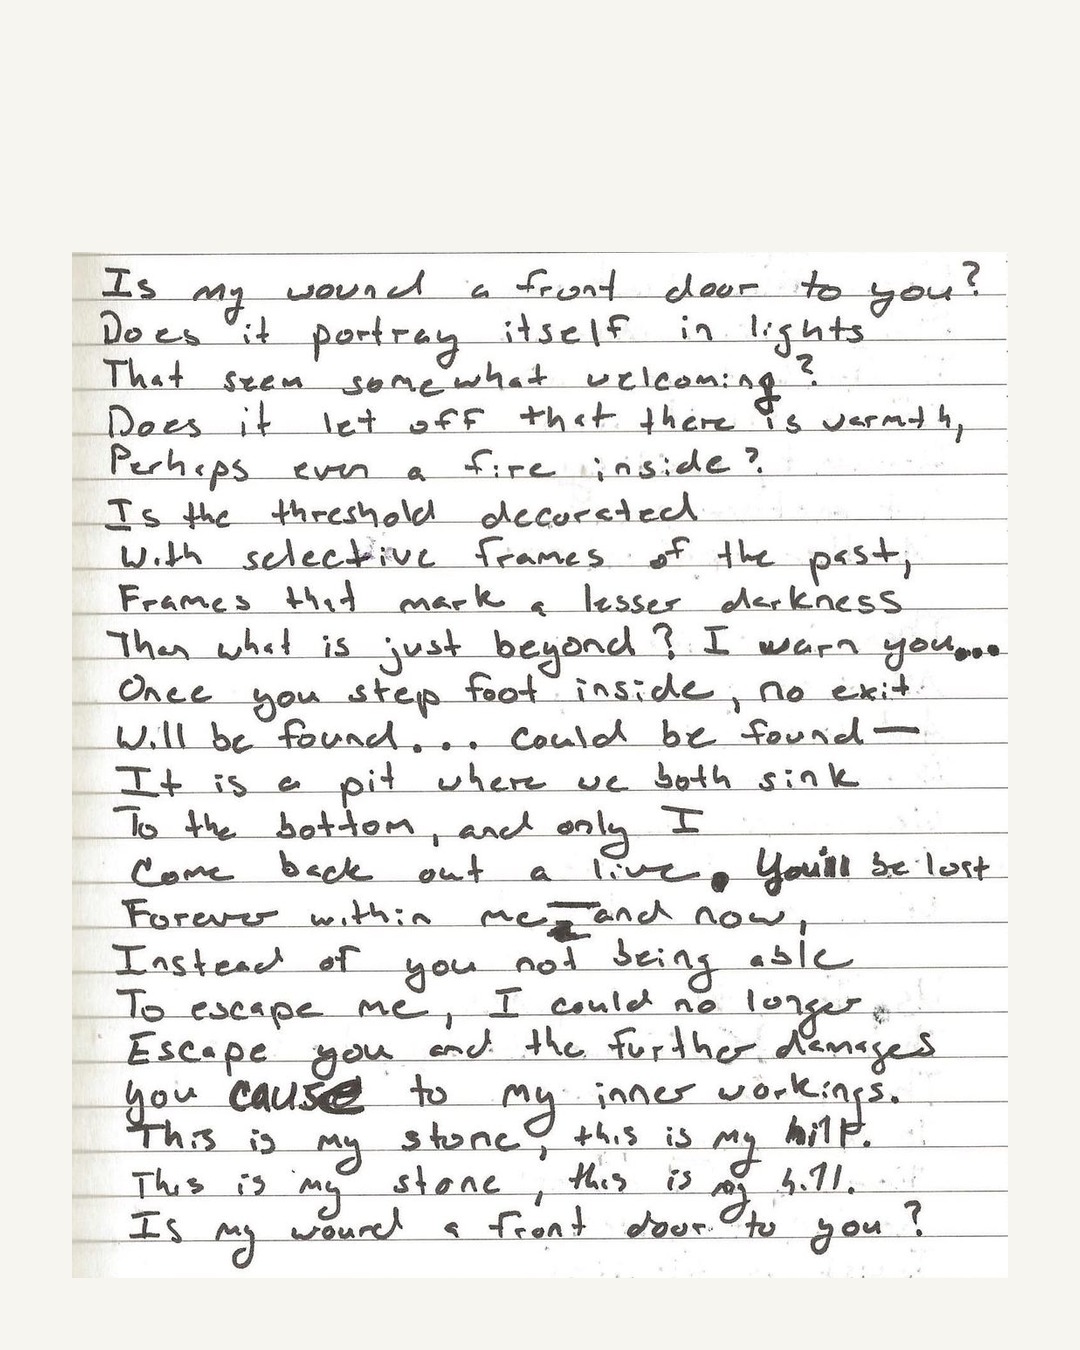 Is my wound a front door to you?
Does it portray itself in lights
That seem somewhat welcoming?
Does it let off that there is warmth,
Perhaps even a fire inside?
Is the threshold decorated
With selective frames of the past,
Frames that mark a lesser darkness
Than what is just beyond? I warn you...
Once you step foot inside, no exit
Will be found... could be found—
It is a pit where we both sink
To the bottom, and only I
Come back out a live. You'll be lost
Forever within me—and now,
Instead of you not being able
To escape me, I could no longer
Escape you and the further damages
you cause to my inner workings.
This is my stone, this is my hill.
This is my stone, this is my hill.
Is my wound a front door to you?